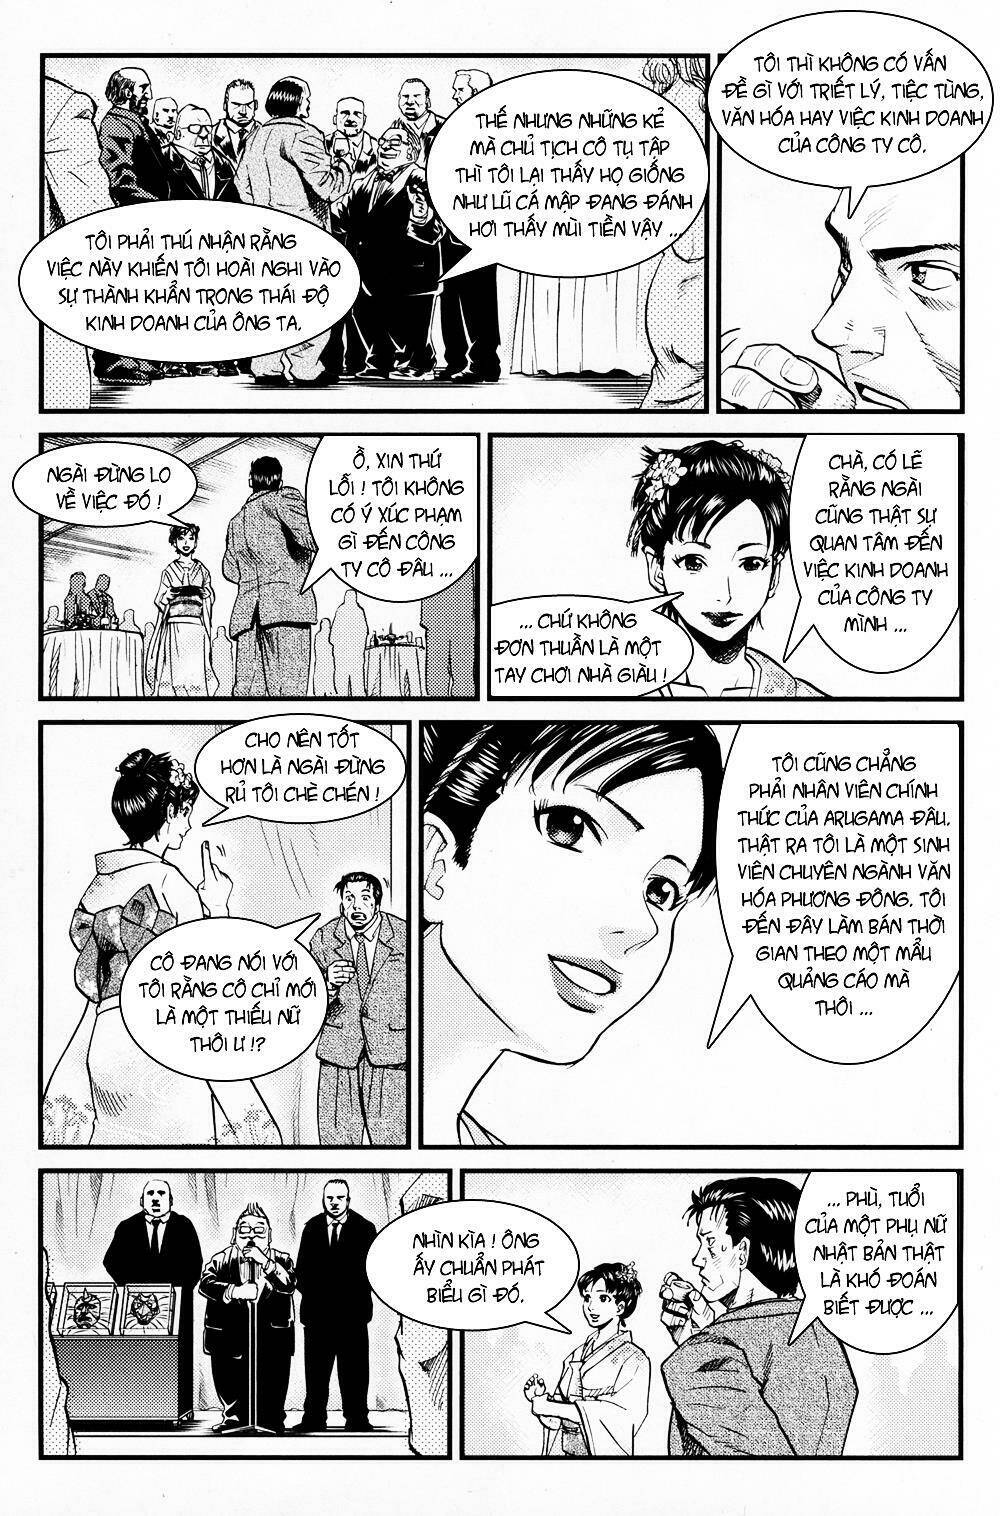 TÔI THÌ KHÔNG CÓ VẤN
ĐỀ GÌ VỚI TRIẾT LÝ, TIỆC TÙNG,
VĂN HÓA HAY VIỆC KINH DOANH
CỦA CÔNG TY CÔ.
THẾ NHƯNG NHỮNG KẺ
MÀ CHỦ TỊCH CÔ TỤ TẬP
THÌ TÔI LẠI THẤY HỌ GIỐNG
NHƯ LŨ CÁ MẬP ĐANG ĐÁNH
HƠI THẤY MÙI TIỀN VẬY ...
TÔI PHẢI THÚ NHẬN RẰNG
VIỆC NÀY KHIẾN TÔI HOÀI NGHI VÀO
SỰ THÀNH KHẨN TRONG THÁI ĐỘ
KINH DOANH CỦA ÔNG TA.
NGÀI ĐỪNG LO
VỀ VIỆC ĐÓ !
Ồ, XIN THỨ
LỖI ! TÔI KHÔNG
CÓ Ý XÚC PHẠM
GÌ ĐẾN CÔNG
TY CÔ ĐÂU ...
CHÀ, CÓ LẼ
RẰNG NGÀI
CŨNG THẬT SỰ
QUAN TÂM ĐẾN
VIỆC KINH DOANH
CỦA CÔNG TY
MÌNH ...
... CHỨ KHÔNG
ĐƠN THUẦN LÀ MỘT
TAY CHƠI NHÀ GIÀU !
CHO NÊN TỐT
HƠN LÀ NGÀI ĐỪNG
RỦ TÔI CHÈ CHÉN !
CÔ ĐANG NÓI VỚI
TÔI RẰNG CÔ CHỈ MỚI
LÀ MỘT THIẾU NỮ
THÔI Ư !?
TÔI CŨNG CHẲNG
PHẢI NHÂN VIÊN CHÍNH
THỨC CỦA ARUGAMA ĐÂU.
THẬT RA TÔI LÀ MỘT SINH
VIÊN CHUYÊN NGÀNH VĂN
HÓA PHƯƠNG ĐÔNG. TÔI
ĐẾN ĐÂY LÀM BÁN THỜI
GIAN THEO MỘT MẨU
QUẢNG CÁO MÀ
THÔI ...
NHÌN KÌA ! ÔNG
ẤY CHUẨN PHÁT
BIỂU GÌ ĐÓ.
... PHÙ, TUỔI
CỦA MỘT PHỤ NỮ
NHẬT BẢN THẬT
LÀ KHÓ ĐOÁN
BIẾT ĐƯỢC ...